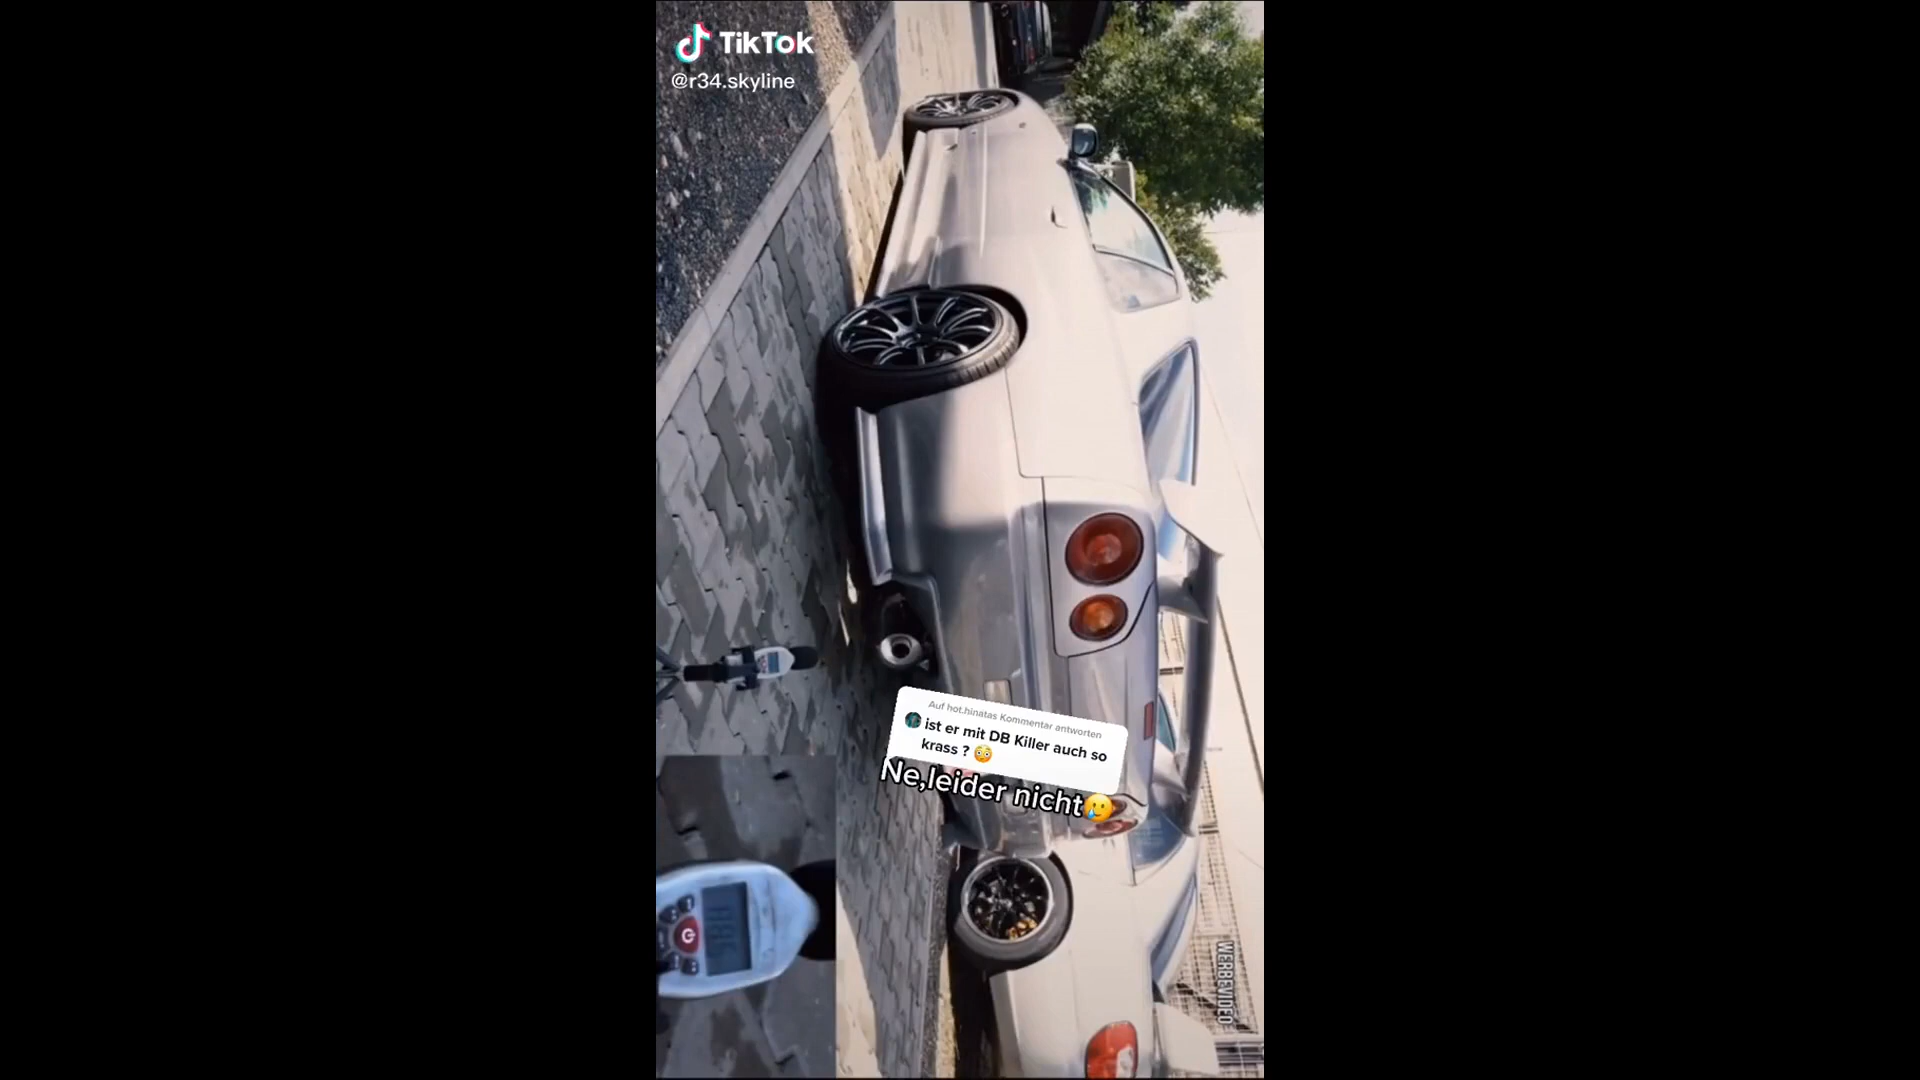 TikTok
@r34.skyline
Auf hot.hinatas Kommentar antworten
ist er mit DB Killer auch so
krass ? 😳
Ne,leider nicht🥲
WERBEVIDEO